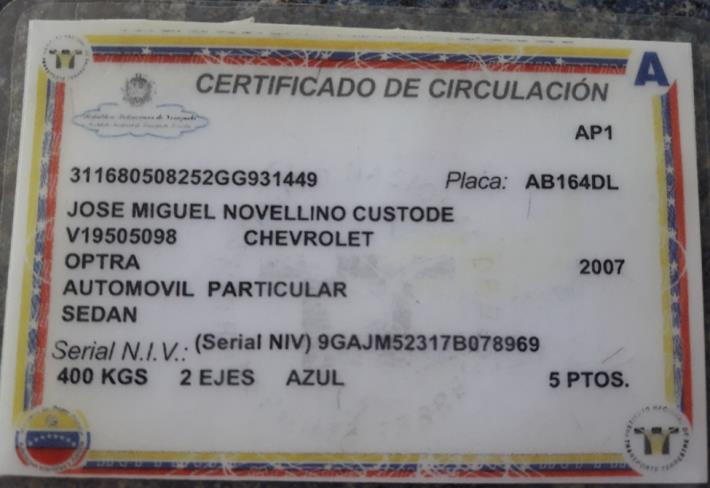 A
CERTIFICADO DE CIRCULACIÓN
República Bolivariana de Venezuela
AP1
311680508252GG931449 Placa: AB164DL
JOSE MIGUEL NOVELLINO CUSTODE
V19505098 CHEVROLET
OPTRA 2007
AUTOMOVIL PARTICULAR
SEDAN
Serial N.I.V.: (Serial NIV) 9GAJM52317B078969
400 KGS 2 EJES AZUL 5 PTOS.